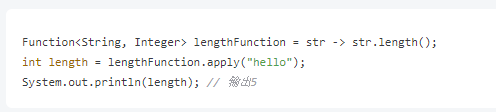 Function<String, Integer> lengthFunction = str -> str.length();
int length = lengthFunction.apply("hello");
System.out.println(length); // 输出5